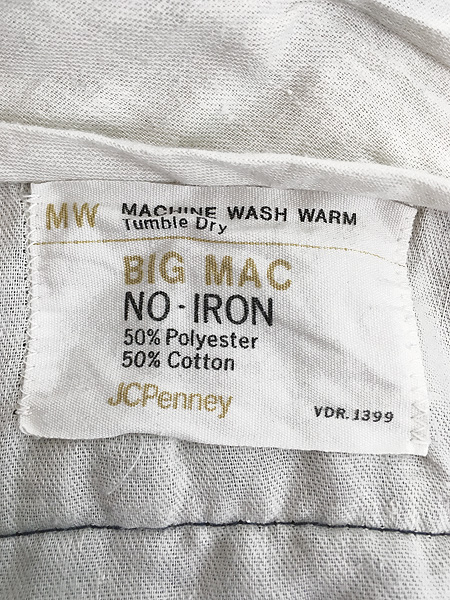 MW MACHINE WASH WARM
Tumble Dry
BIG MAC
NO-IRON
50% Polyester
50% Cotton
JCPenney
VDR. 1399